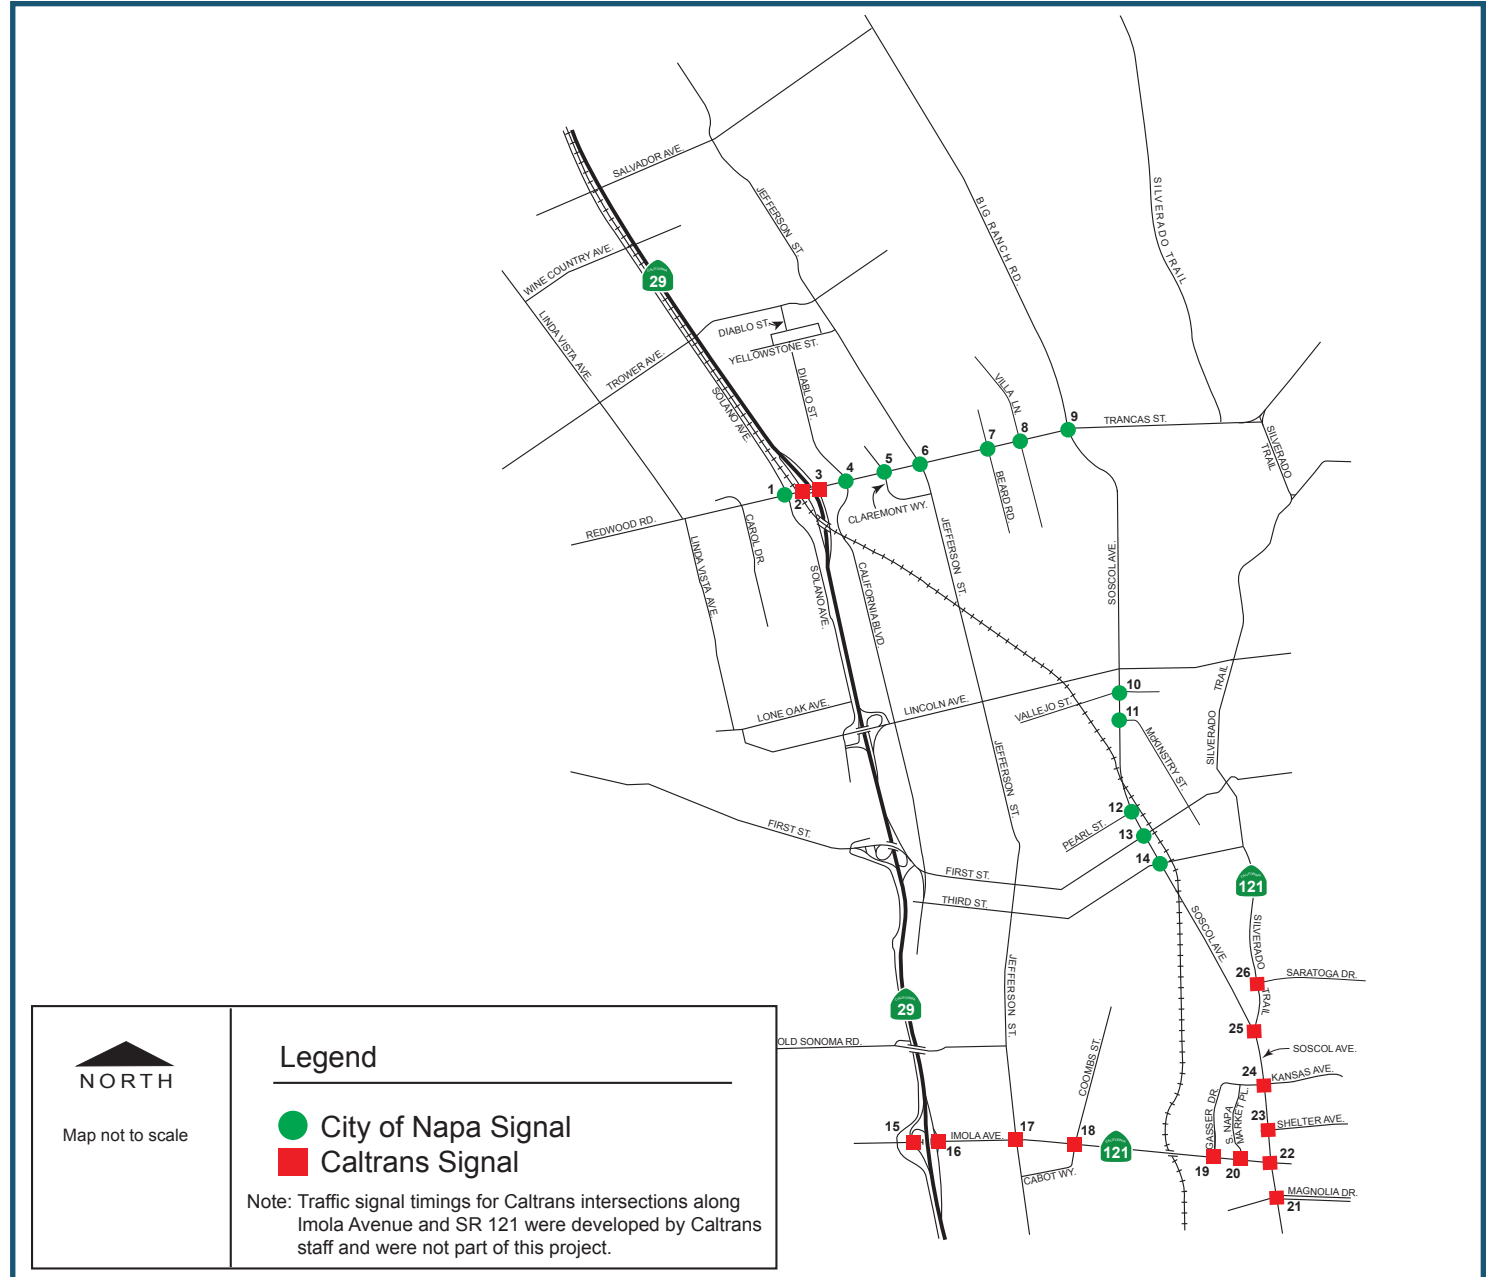 SALVADOR AVE.
JEFFERSON ST.
BIG RANCH RD.
SILVERADO TRAIL
WINE COUNTRY AVE.
CALIFORNIA
29
LINDA VISTA AVE
DIABLO ST.
YELLOWSTONE ST.
TROWER AVE.
DIABLO ST
SOLANO AVE.
VILLA LN
9
TRANCAS ST.
8
7
6
5
4
3
2
1
SILVERADO
TRAIL
BEARD RD.
CLAREMONT WY.
REDWOOD RD.
CAROL DR.
LINDA VISTA AVE.
SOLANO AVE.
CALIFORNIA BLVD.
JEFFERSON ST.
SOSCOL AVE.
SILVERADO TRAIL
LONE OAK AVE.
LINCOLN AVE.
VALLEJO ST.
10
11
McKINSTRY ST.
JEFFERSON ST.
12
PEARL ST.
13
14
FIRST ST.
FIRST ST.
THIRD ST.
CALIFORNIA
121
SOSCOL AVE.
SILVERADO
TRAIL
26
SARATOGA DR.
25
SOSCOL AVE.
JEFFERSON ST.
CALIFORNIA
29
OLD SONOMA RD.
COOMBS ST.
24
KANSAS AVE.
GASSER DR.
S. NAPA
MARKET PL.
23
SHELTER AVE.
15
16
IMOLA AVE.
17
18
CALIFORNIA
121
CABOT WY.
19
20
22
MAGNOLIA DR.
21
NORTH
Map not to scale
Legend
City of Napa Signal
Caltrans Signal
Note: Traffic signal timings for Caltrans intersections along
Imola Avenue and SR 121 were developed by Caltrans
staff and were not part of this project.